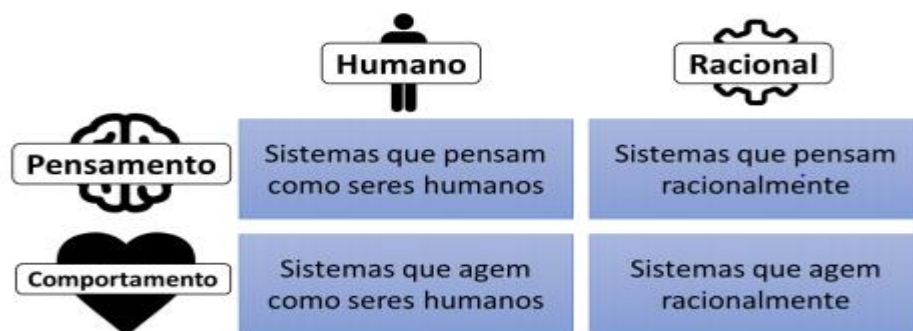 Humano
Racional
Pensamento
Sistemas que pensam
como seres humanos
Sistemas que pensam
racionalmente
Comportamento
Sistemas que agem
como seres humanos
Sistemas que agem
racionalmente